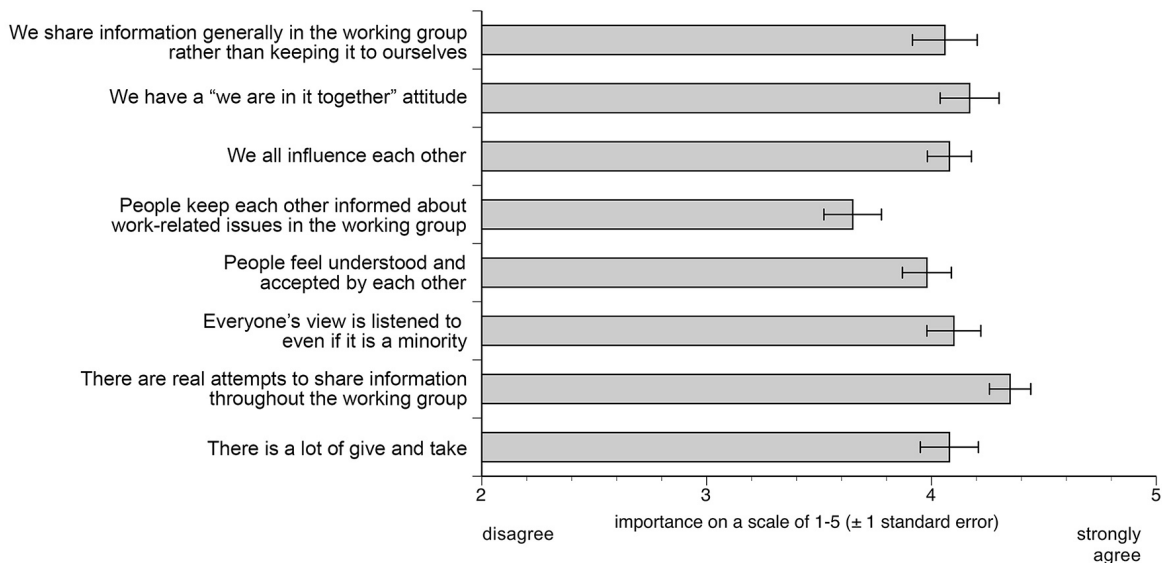 We share information generally in the working group
rather than keeping it to ourselves
We have a “we are in it together” attitude
We all influence each other
People keep each other informed about
work-related issues in the working group
People feel understood and
accepted by each other
Everyone’s view is listened to
even if it is a minority
There are real attempts to share information
throughout the working group
There is a lot of give and take
2
3
4
5
importance on a scale of 1-5 (± 1 standard error)
disagree
strongly
agree